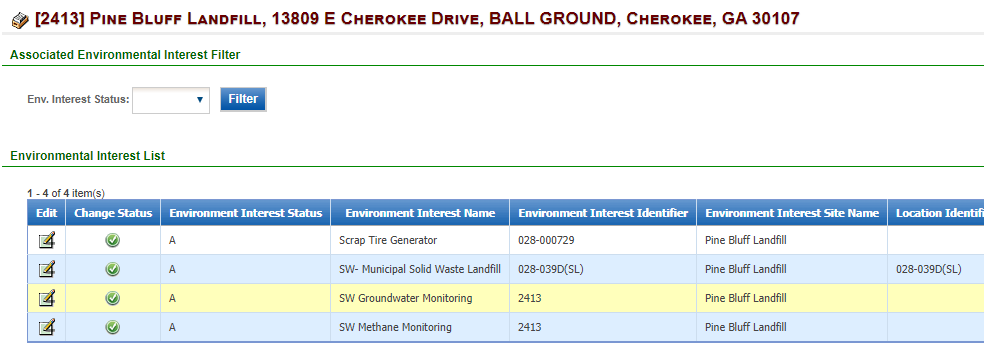 [2413] Pine Bluff Landfill, 13809 E Cherokee Drive, BALL GROUND, Cherokee, GA 30107
Associated Environmental Interest Filter
Env. Interest Status: Filter
Environmental Interest List
1 - 4 of 4 item(s)
Edit Change Status Environment Interest Status Environment Interest Name Environment Interest Identifier Environment Interest Site Name Location Identifi
A Scrap Tire Generator 028-000729 Pine Bluff Landfill
A SW- Municipal Solid Waste Landfill 028-039D(SL) Pine Bluff Landfill 028-039D(SL)
A SW Groundwater Monitoring 2413 Pine Bluff Landfill
A SW Methane Monitoring 2413 Pine Bluff Landfill